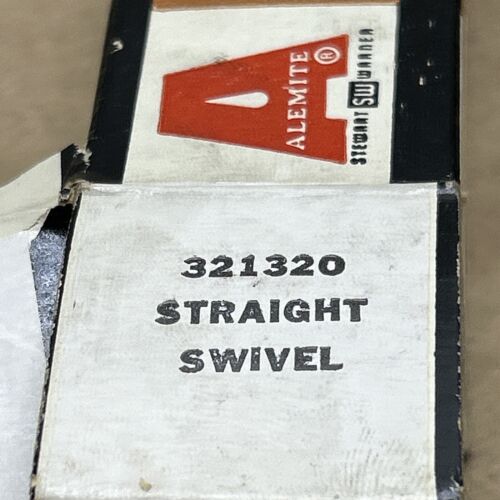 ALEMITE ®
STEWART SW WARNER
321320
STRAIGHT
SWIVEL